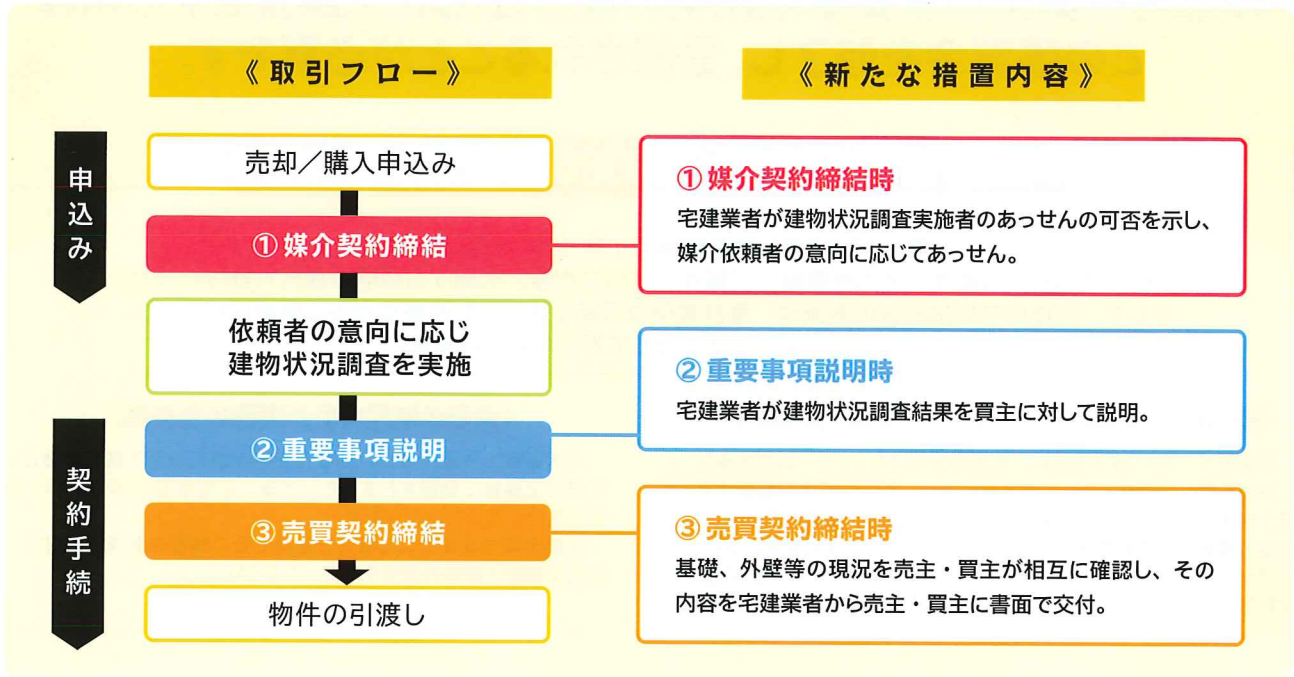 《取引フロー》
《新たな措置内容》
申込み
売却／購入申込み
①媒介契約締結
依頼者の意向に応じ
建物状況調査を実施
契約手続
②重要事項説明
③売買契約締結
物件の引渡し
①媒介契約締結時
宅建業者が建物状況調査実施者のあっせんの可否を示し、
媒介依頼者の意向に応じてあっせん。
②重要事項説明時
宅建業者が建物状況調査結果を買主に対して説明。
③売買契約締結時
基礎、外壁等の現況を売主・買主が相互に確認し、その
内容を宅建業者から売主・買主に書面で交付。